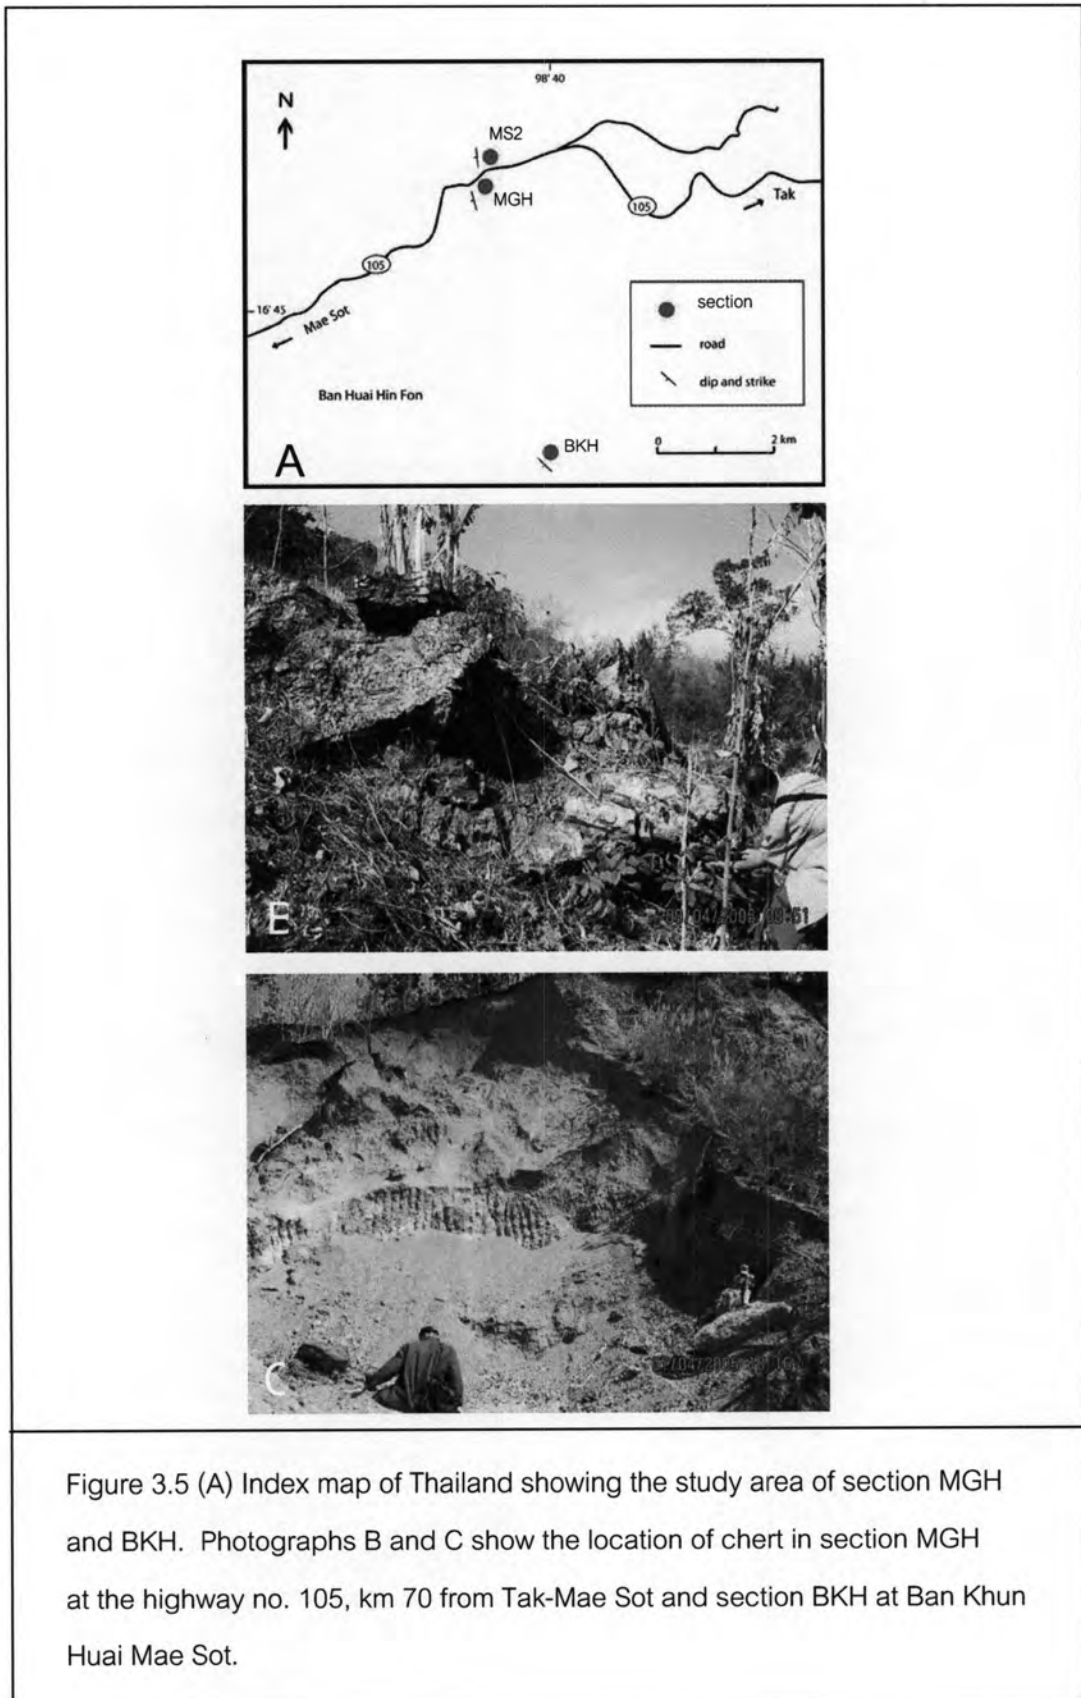 98' 40
N
MS2
MGH
105
Tak
105
16' 45
Mae Sot
section
road
dip and strike
Ban Huai Hin Fon
0 2 km
BKH
A
E
C
Figure 3.5 (A) Index map of Thailand showing the study area of section MGH
and BKH. Photographs B and C show the location of chert in section MGH
at the highway no. 105, km 70 from Tak-Mae Sot and section BKH at Ban Khun
Huai Mae Sot.